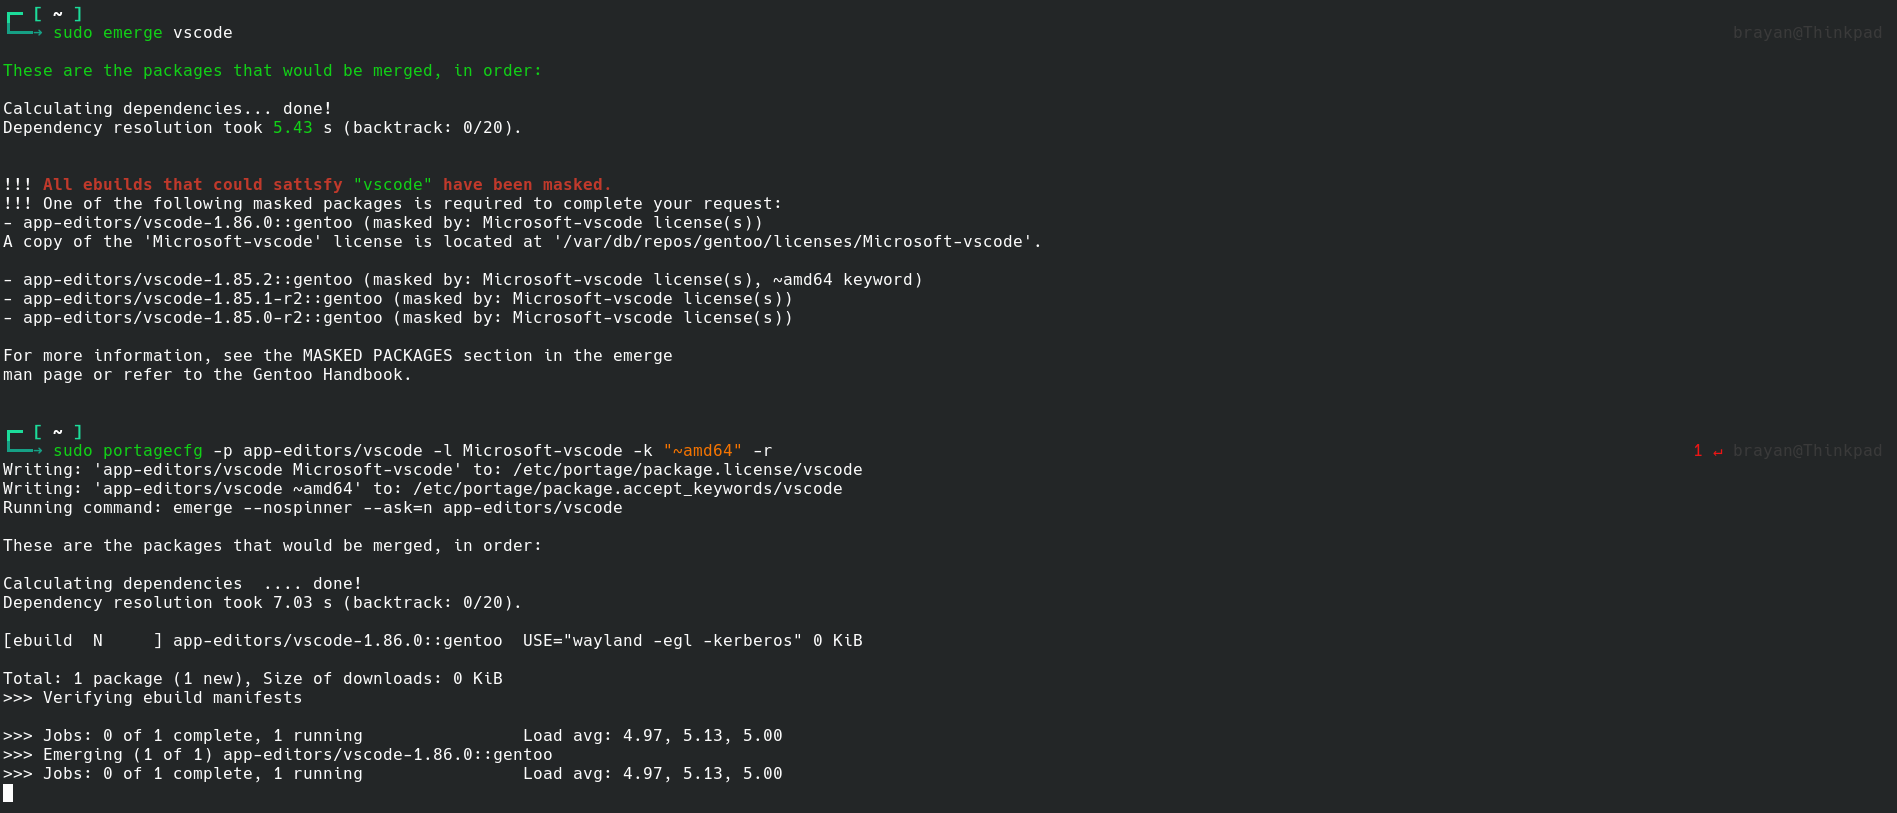 ┌─ [ ~ ]
└──→ sudo emerge vscode brayan@Thinkpad
These are the packages that would be merged, in order:
Calculating dependencies... done!
Dependency resolution took 5.43 s (backtrack: 0/20).
!!! All ebuilds that could satisfy "vscode" have been masked.
!!! One of the following masked packages is required to complete your request:
- app-editors/vscode-1.86.0::gentoo (masked by: Microsoft-vscode license(s))
A copy of the 'Microsoft-vscode' license is located at '/var/db/repos/gentoo/licenses/Microsoft-vscode'.
- app-editors/vscode-1.85.2::gentoo (masked by: Microsoft-vscode license(s), ~amd64 keyword)
- app-editors/vscode-1.85.1-r2::gentoo (masked by: Microsoft-vscode license(s))
- app-editors/vscode-1.85.0-r2::gentoo (masked by: Microsoft-vscode license(s))
For more information, see the MASKED PACKAGES section in the emerge
man page or refer to the Gentoo Handbook.
┌─ [ ~ ]
└──→ sudo portagecfg -p app-editors/vscode -l Microsoft-vscode -k "~amd64" -r 1 ↵ brayan@Thinkpad
Writing: 'app-editors/vscode Microsoft-vscode' to: /etc/portage/package.license/vscode
Writing: 'app-editors/vscode ~amd64' to: /etc/portage/package.accept_keywords/vscode
Running command: emerge --nospinner --ask=n app-editors/vscode
These are the packages that would be merged, in order:
Calculating dependencies  .... done!
Dependency resolution took 7.03 s (backtrack: 0/20).
[ebuild  N     ] app-editors/vscode-1.86.0::gentoo  USE="wayland -egl -kerberos" 0 KiB
Total: 1 package (1 new), Size of downloads: 0 KiB
>>> Verifying ebuild manifests
>>> Jobs: 0 of 1 complete, 1 running                Load avg: 4.97, 5.13, 5.00
>>> Emerging (1 of 1) app-editors/vscode-1.86.0::gentoo
>>> Jobs: 0 of 1 complete, 1 running                Load avg: 4.97, 5.13, 5.00